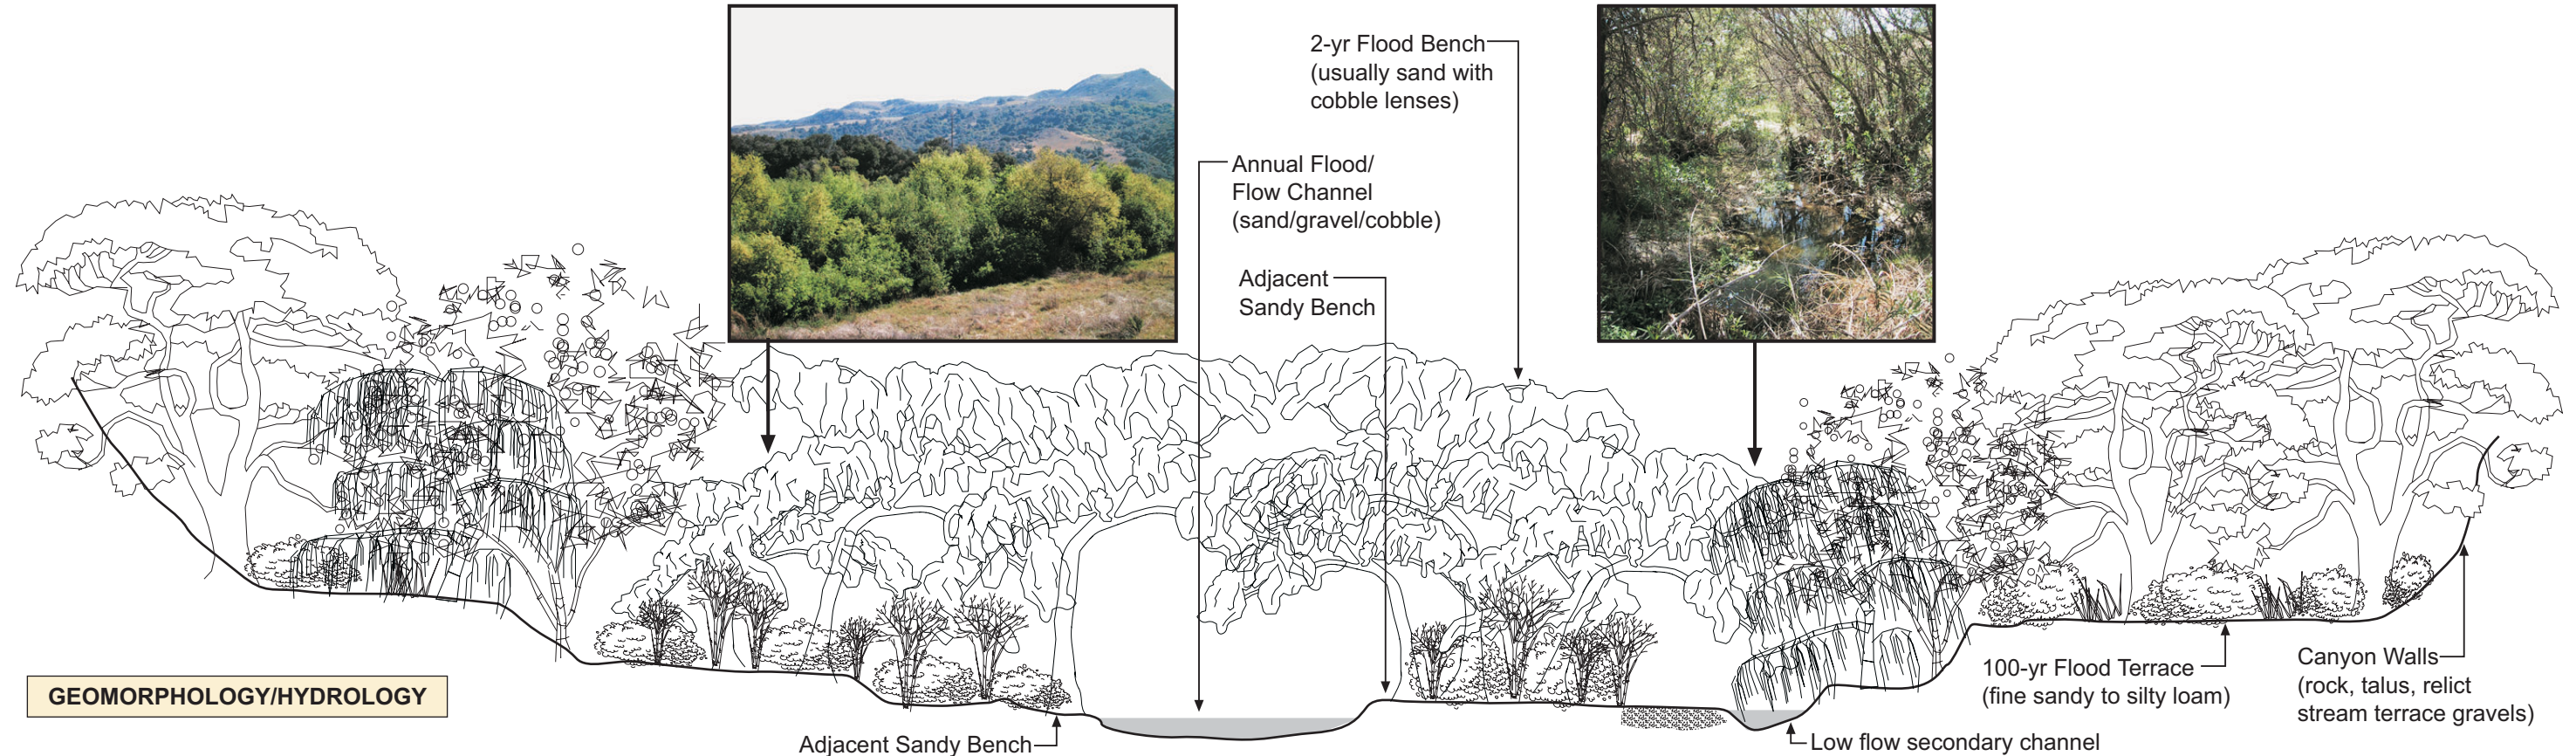 2-yr Flood Bench
(usually sand with
cobble lenses)
Annual Flood/
Flow Channel
(sand/gravel/cobble)
Adjacent
Sandy Bench
GEOMORPHOLOGY/HYDROLOGY
Adjacent Sandy Bench
Low flow secondary channel
100-yr Flood Terrace
(fine sandy to silty loam)
Canyon Walls
(rock, talus, relict
stream terrace gravels)